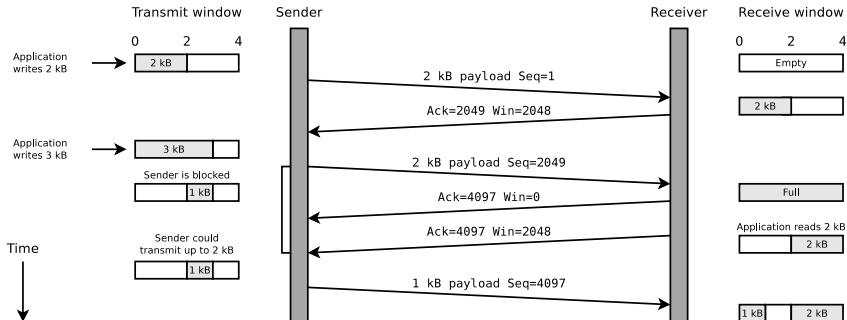 Transmit window
Sender
Receiver
Receive window
0 2 4
0 2 4
Application
writes 2 kB
2 kB
Empty
2 kB payload Seq=1
2 kB
Ack=2049 Win=2048
Application
writes 3 kB
3 kB
2 kB payload Seq=2049
Sender is blocked
1 kB
Full
Ack=4097 Win=0
Application reads 2 kB
Ack=4097 Win=2048
2 kB
Sender could
transmit up to 2 kB
1 kB
Time
1 kB payload Seq=4097
1 kB
2 kB